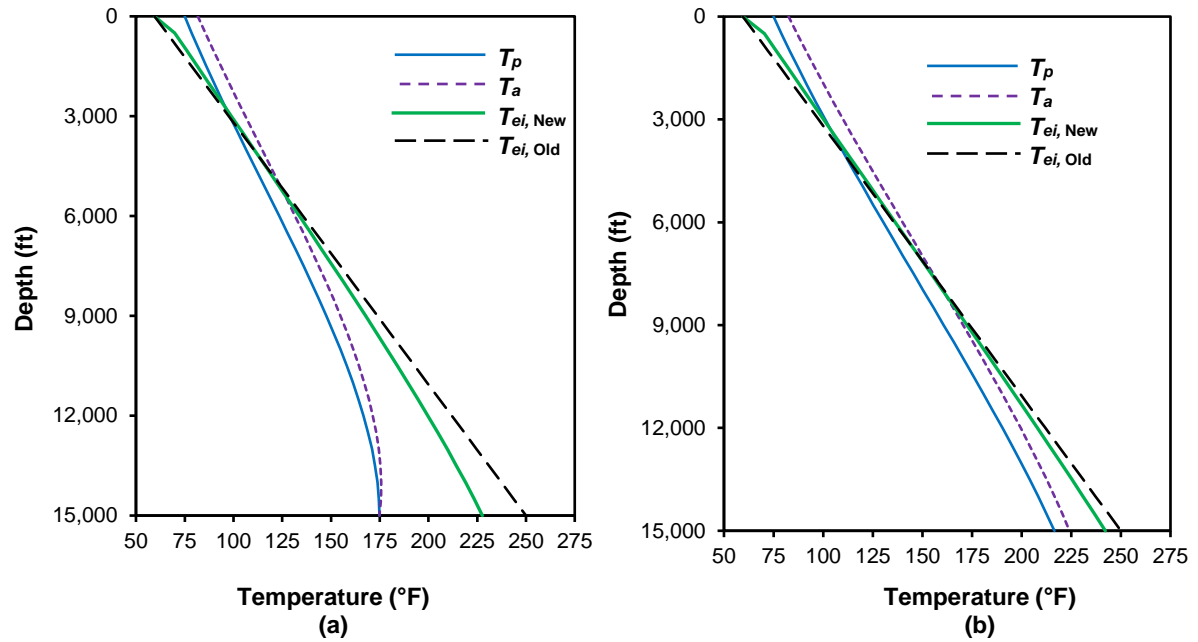 0
3,000
6,000
9,000
12,000
15,000
Depth (ft)
50 75 100 125 150 175 200 225 250 275
Temperature (°F)
(a)
Tp
Ta
Tei, New
Tei, Old
0
3,000
6,000
9,000
12,000
15,000
Depth (ft)
50 75 100 125 150 175 200 225 250 275
Temperature (°F)
(b)
Tp
Ta
Tei, New
Tei, Old